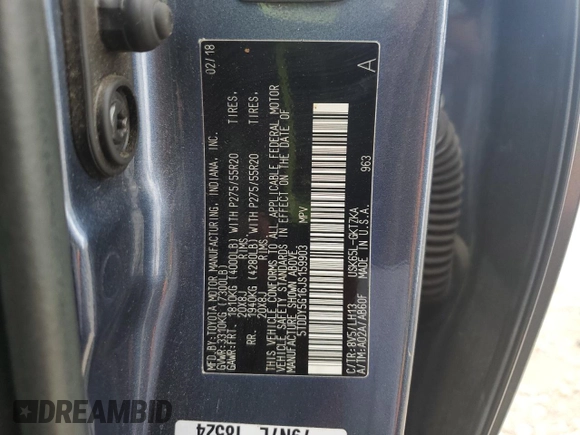 02/18
MFD. BY: TOYOTA MOTOR MANUFACTURING, INDIANA, INC.
GVWR: 3310KG (7300LB)
GAWR: FRT. 1810KG (4000LB) WITH P275/55R20 TIRES,
20X8J RIMS
RR. 1940KG (4280LB) WITH P275/55R20 TIRES,
20X8J RIMS
THIS VEHICLE CONFORMS TO ALL APPLICABLE FEDERAL MOTOR
VEHICLE SAFETY STANDARDS IN EFFECT ON THE DATE OF
MANUFACTURE SHOWN ABOVE.
5TDDY5G16JS159903 MPV
C/TR: 8V5/LA13 USK65L-GKTZKA
A/TM: A02A/AB60F MADE IN U.S.A.
963
A
79N7L 16524
DREAMBID